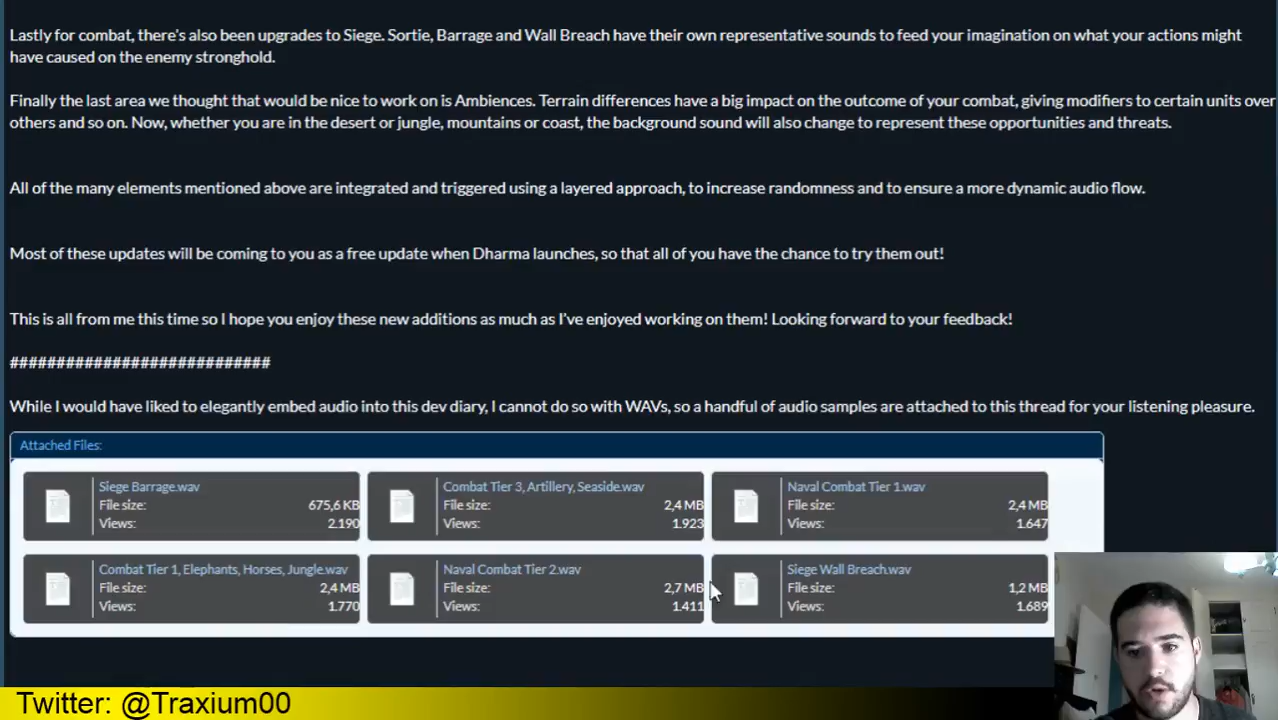 Lastly for combat, there's also been upgrades to Siege. Sortie, Barrage and Wall Breach have their own representative sounds to feed your imagination on what your actions might
have caused on the enemy stronghold.
Finally the last area we thought that would be nice to work on is Ambiences. Terrain differences have a big impact on the outcome of your combat, giving modifiers to certain units over
others and so on. Now, whether you are in the desert or jungle, mountains or coast, the background sound will also change to represent these opportunities and threats.
All of the many elements mentioned above are integrated and triggered using a layered approach, to increase randomness and to ensure a more dynamic audio flow.
Most of these updates will be coming to you as a free update when Dharma launches, so that all of you have the chance to try them out!
This is all from me this time so I hope you enjoy these new additions as much as I've enjoyed working on them! Looking forward to your feedback!
############################
While I would have liked to elegantly embed audio into this dev diary, I cannot do so with WAVs, so a handful of audio samples are attached to this thread for your listening pleasure.
Attached Files:
Siege Barrage.wav
File size: 675,6 KB
Views: 2.190
Combat Tier 3, Artillery, Seaside.wav
File size: 2,4 MB
Views: 1.923
Naval Combat Tier 1.wav
File size: 2,4 MB
Views: 1.647
Combat Tier 1, Elephants, Horses, Jungle.wav
File size: 2,4 MB
Views: 1.770
Naval Combat Tier 2.wav
File size: 2,7 MB
Views: 1.411
Siege Wall Breach.wav
File size: 1,2 MB
Views: 1.689
Twitter: @Traxium00